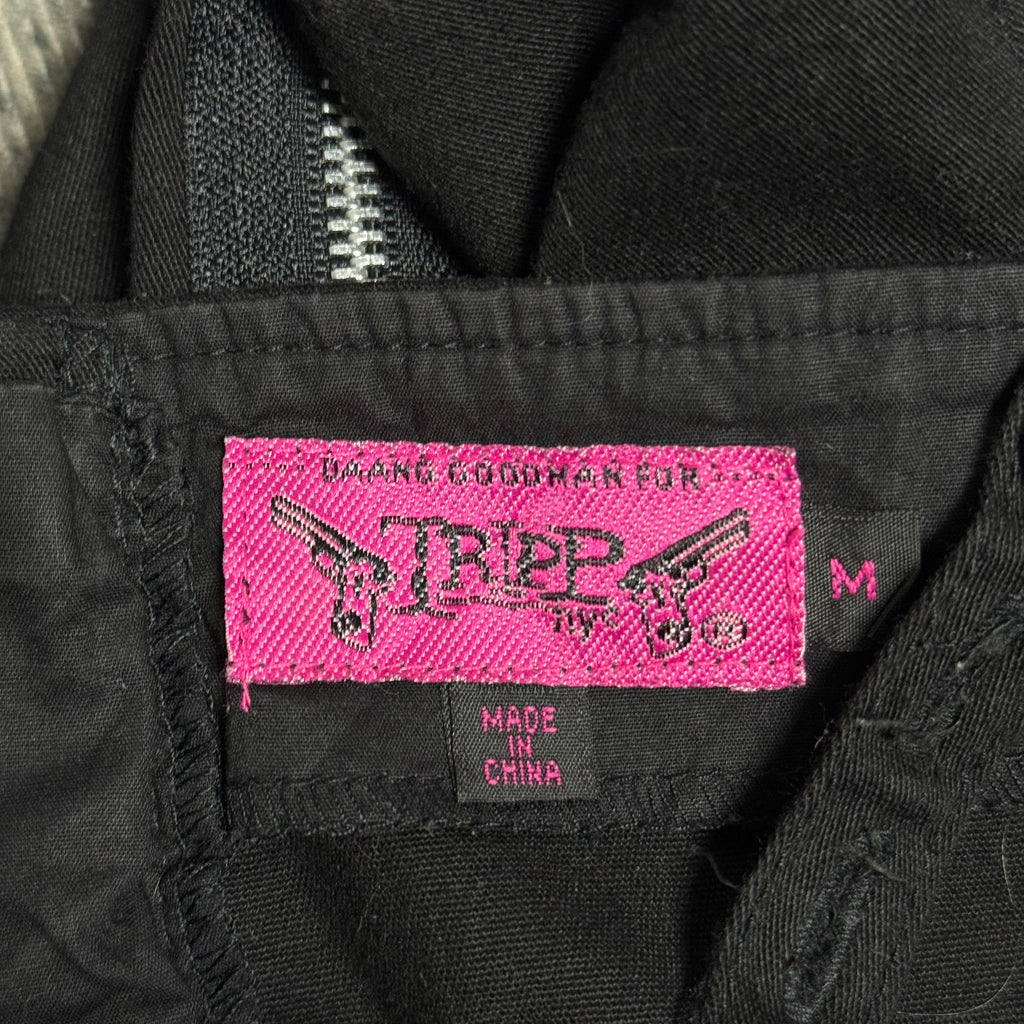 DAANG GOODMAN FOR
TRIPP
nyc ®
M
MADE
IN
CHINA